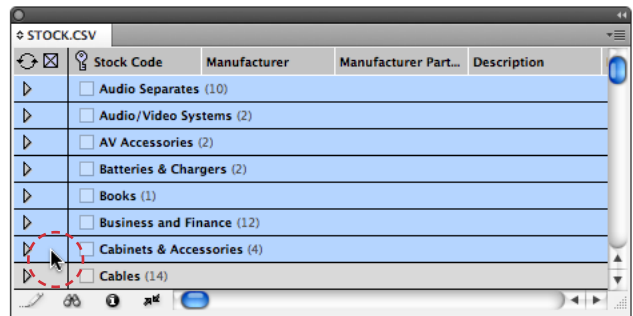 STOCK.CSV
Stock Code Manufacturer Manufacturer Part... Description
Audio Separates (10)
Audio/Video Systems (2)
AV Accessories (2)
Batteries & Chargers (2)
Books (1)
Business and Finance (12)
Cabinets & Accessories (4)
Cables (14)